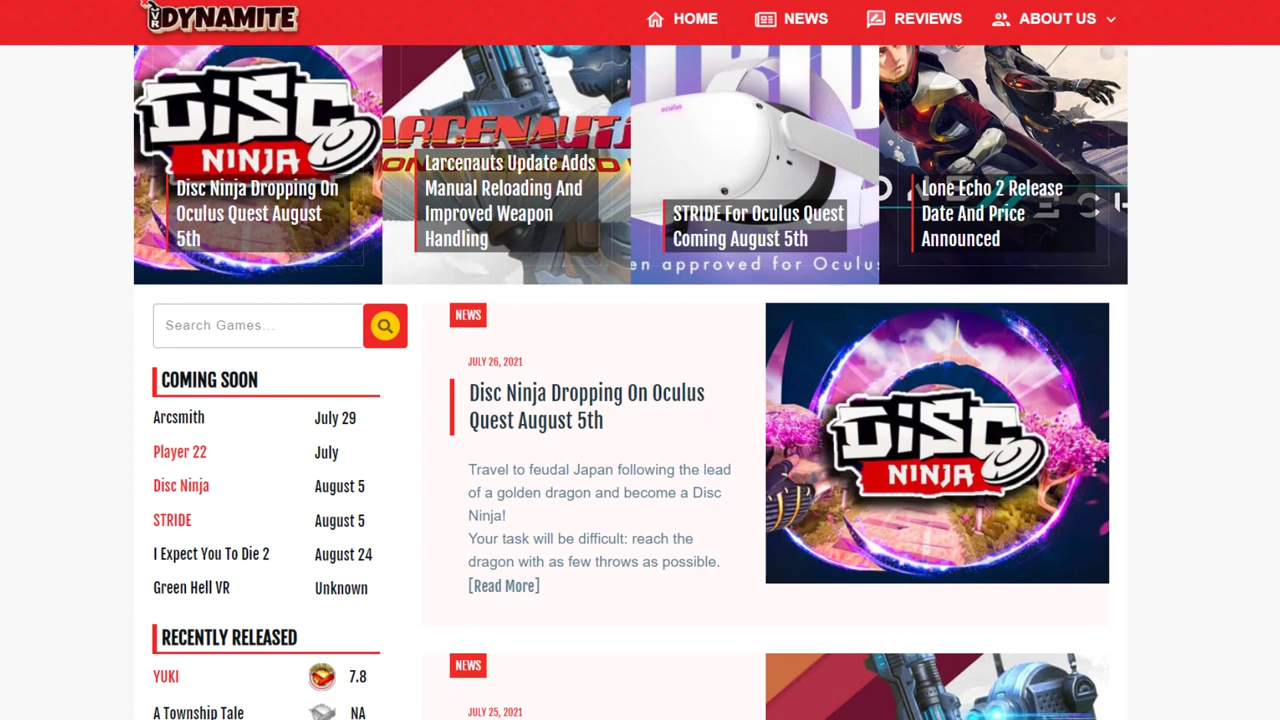 VR DYNAMITE
HOME
NEWS
REVIEWS
ABOUT US
DiSC
NINJA
Disc Ninja Dropping On
Oculus Quest August
5th
Larcenauts Update Adds
Manual Reloading And
Improved Weapon
Handling
oculus
STRIDE For Oculus Quest
Coming August 5th
en approved for Oculus
Lone Echo 2 Release
Date And Price
Announced
Search Games...
COMING SOON
Arcsmith July 29
Player 22 July
Disc Ninja August 5
STRIDE August 5
I Expect You To Die 2 August 24
Green Hell VR Unknown
RECENTLY RELEASED
YUKI 7.8
A Township Tale NA
NEWS
JULY 26, 2021
Disc Ninja Dropping On Oculus
Quest August 5th
Travel to feudal Japan following the lead
of a golden dragon and become a Disc
Ninja!
Your task will be difficult: reach the
dragon with as few throws as possible.
[Read More]
DiSC
NINJA
NEWS
JULY 25, 2021